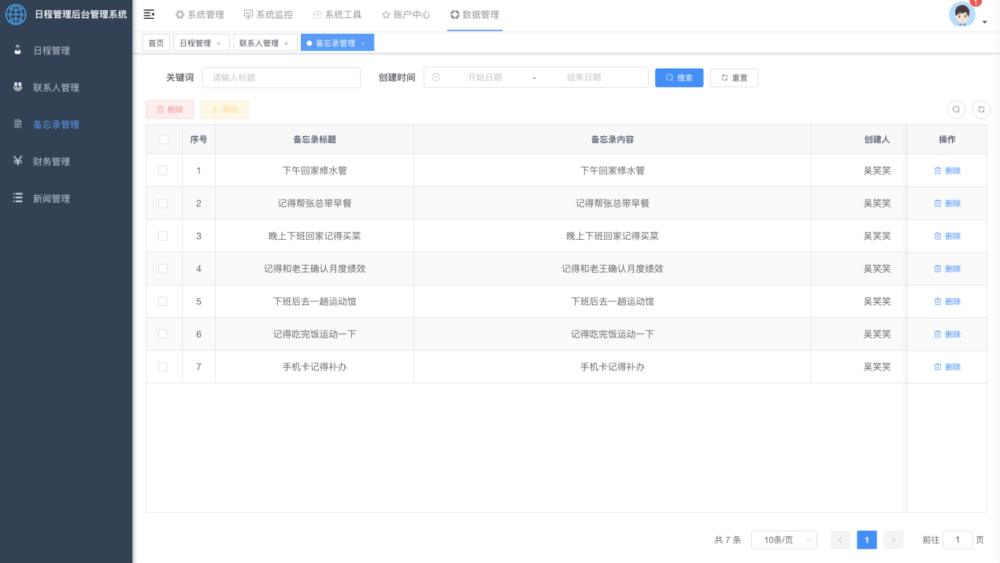 日程管理后台管理系统
系统管理 系统监控 系统工具 账户中心 数据管理
1
首页 日程管理 × 联系人管理 × 备忘录管理 ×
日程管理
联系人管理
备忘录管理
财务管理
新闻管理
关键词 请输入标题 创建时间 开始日期 - 结束日期 搜索 重置
删除 导出
序号 备忘录标题 备忘录内容 创建人 操作
1 下午回家修水管 下午回家修水管 吴笑笑 删除
2 记得帮张总带早餐 记得帮张总带早餐 吴笑笑 删除
3 晚上下班回家记得买菜 晚上下班回家记得买菜 吴笑笑 删除
4 记得和老王确认月度绩效 记得和老王确认月度绩效 吴笑笑 删除
5 下班后去一趟运动馆 下班后去一趟运动馆 吴笑笑 删除
6 记得吃完饭运动一下 记得吃完饭运动一下 吴笑笑 删除
7 手机卡记得补办 手机卡记得补办 吴笑笑 删除
共 7 条 10条/页 < 1 > 前往 1 页